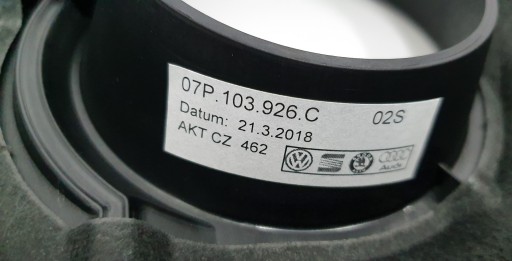 07P.103.926.C 02S
Datum: 21.3.2018
AKT CZ 462
Audi